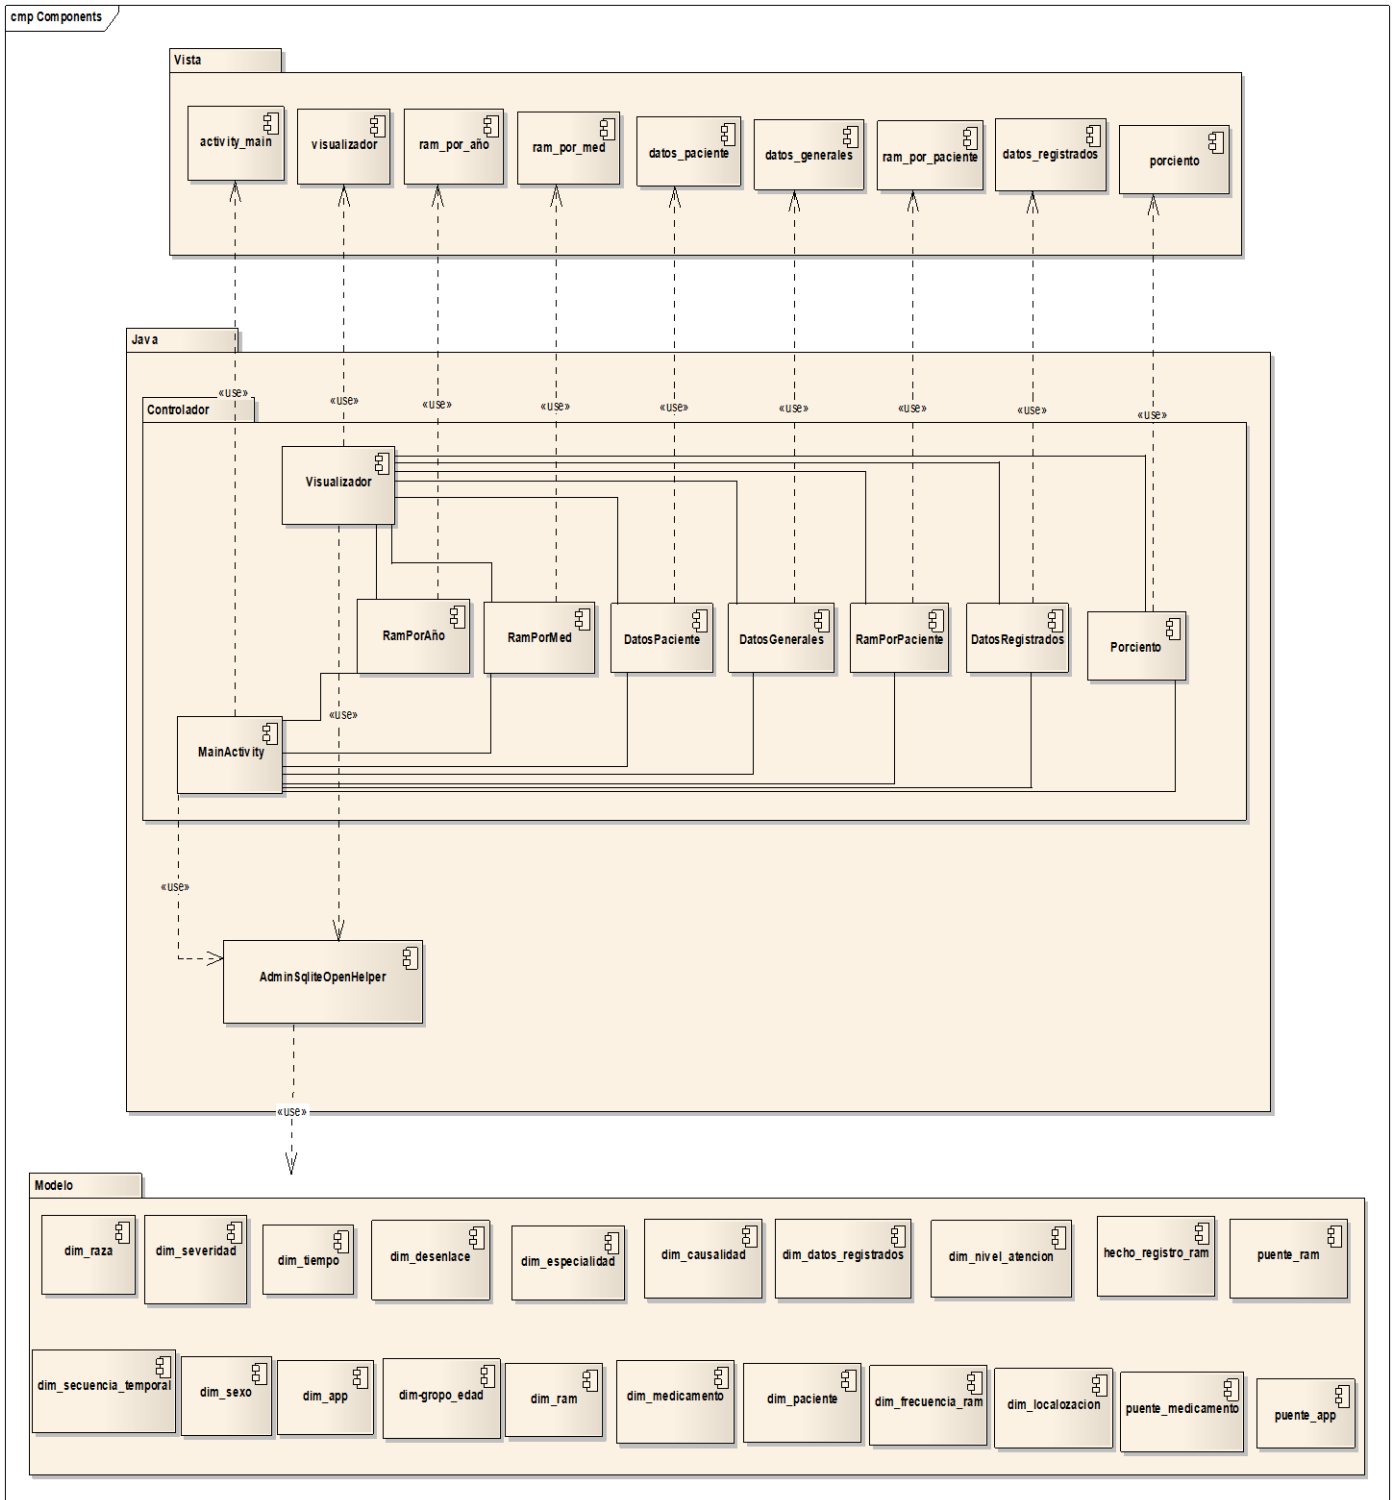 cmp Components
Vista
activity_main
visualizador
ram_por_año
ram_por_med
datos_paciente
datos_generales
ram_por_paciente
datos_registrados
porciento
Java
«use»
«use»
«use»
«use»
«use»
«use»
«use»
«use»
«use»
Controlador
Visualizador
RamPorAño
RamPorMed
DatosPaciente
DatosGenerales
RamPorPaciente
DatosRegistrados
Porciento
«use»
MainActivity
«use»
AdminSqliteOpenHelper
«use»
Modelo
dim_raza
dim_severidad
dim_tiempo
dim_desenlace
dim_especialidad
dim_causalidad
dim_datos_registrados
dim_nivel_atencion
hecho_registro_ram
puente_ram
dim_secuencia_temporal
dim_sexo
dim_app
dim-gropo_edad
dim_ram
dim_medicamento
dim_paciente
dim_frecuencia_ram
dim_localozacion
puente_medicamento
puente_app